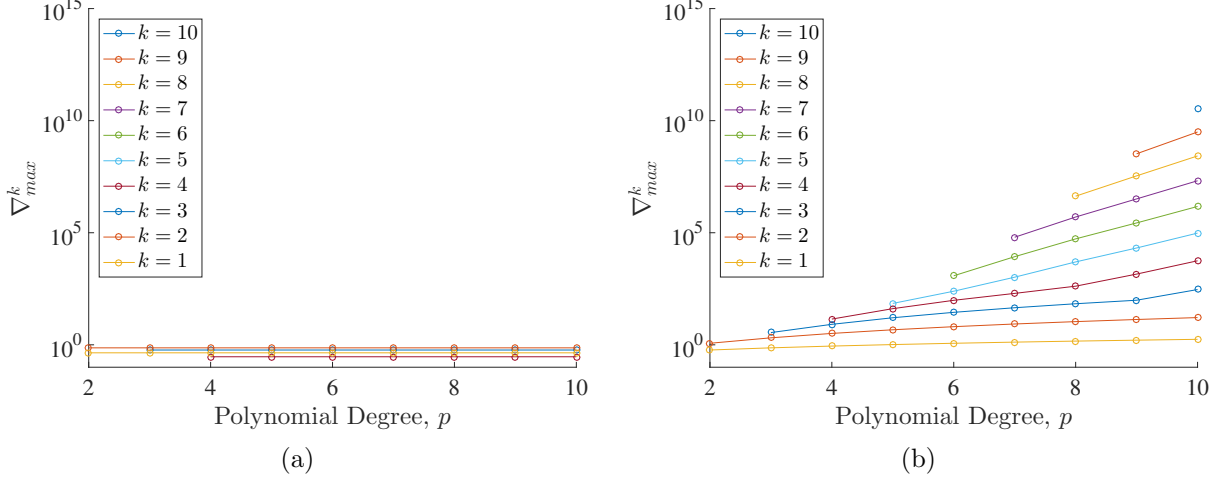 10^15
10^10
10^5
10^0
∇^k_max
k = 10
k = 9
k = 8
k = 7
k = 6
k = 5
k = 4
k = 3
k = 2
k = 1
2 4 6 8 10
Polynomial Degree, p
(a)
10^15
10^10
10^5
10^0
∇^k_max
k = 10
k = 9
k = 8
k = 7
k = 6
k = 5
k = 4
k = 3
k = 2
k = 1
2 4 6 8 10
Polynomial Degree, p
(b)